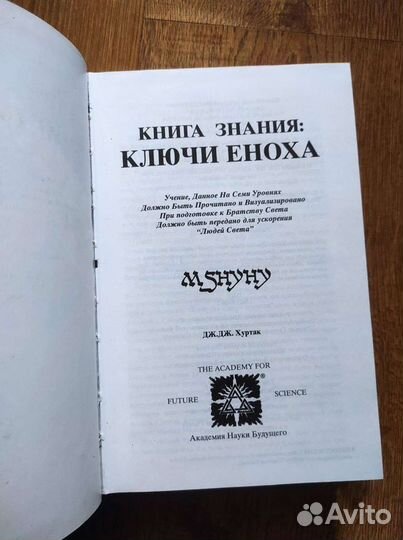 КНИГА ЗНАНИЯ:
КЛЮЧИ ЕНОХА
Учение, Данное На Семи Уровнях
Должно Быть Прочитано и Визуализировано
При подготовке к Братству Света
Должно быть передано для ускорения
“Людей Света”
ДЖ.ДЖ. Хуртак
THE ACADEMY FOR
FUTURE SCIENCE
®
Академия Науки Будущего
Avito